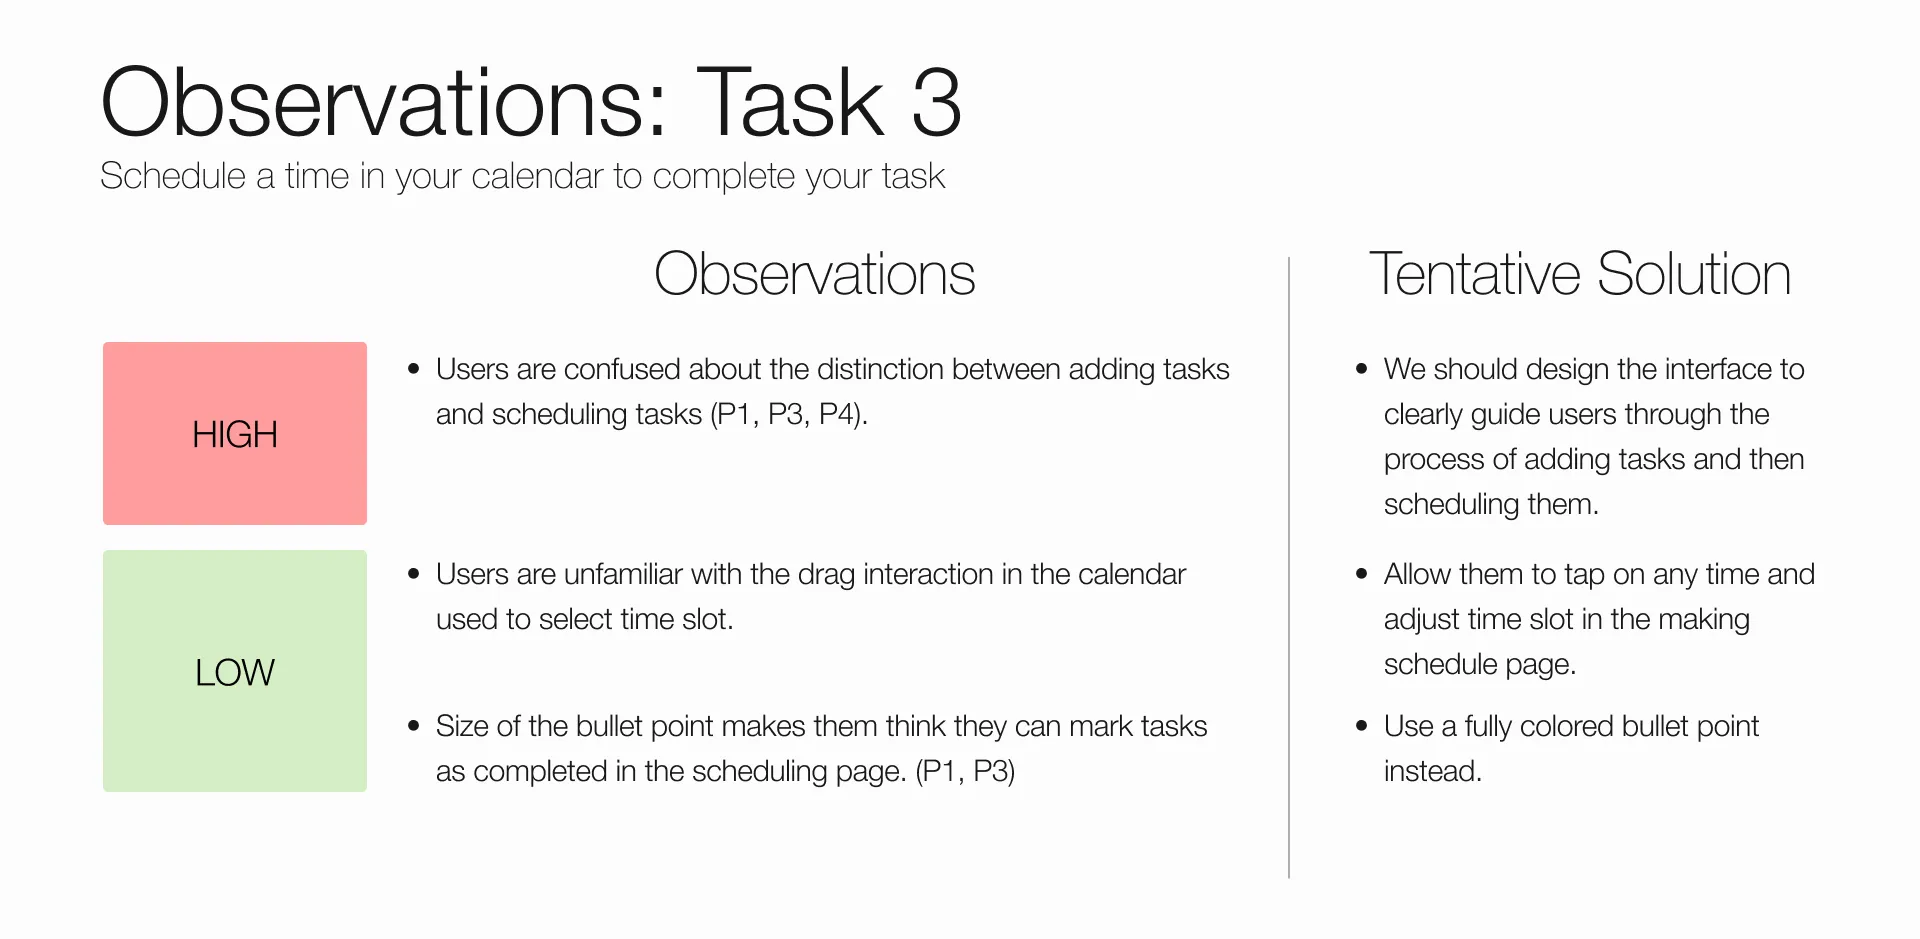 Observations: Task 3
Schedule a time in your calendar to complete your task
Observations
Tentative Solution
HIGH
• Users are confused about the distinction between adding tasks
and scheduling tasks (P1, P3, P4).
• We should design the interface to
clearly guide users through the
process of adding tasks and then
scheduling them.
LOW
• Users are unfamiliar with the drag interaction in the calendar
used to select time slot.
• Allow them to tap on any time and
adjust time slot in the making
schedule page.
• Size of the bullet point makes them think they can mark tasks
as completed in the scheduling page. (P1, P3)
• Use a fully colored bullet point
instead.